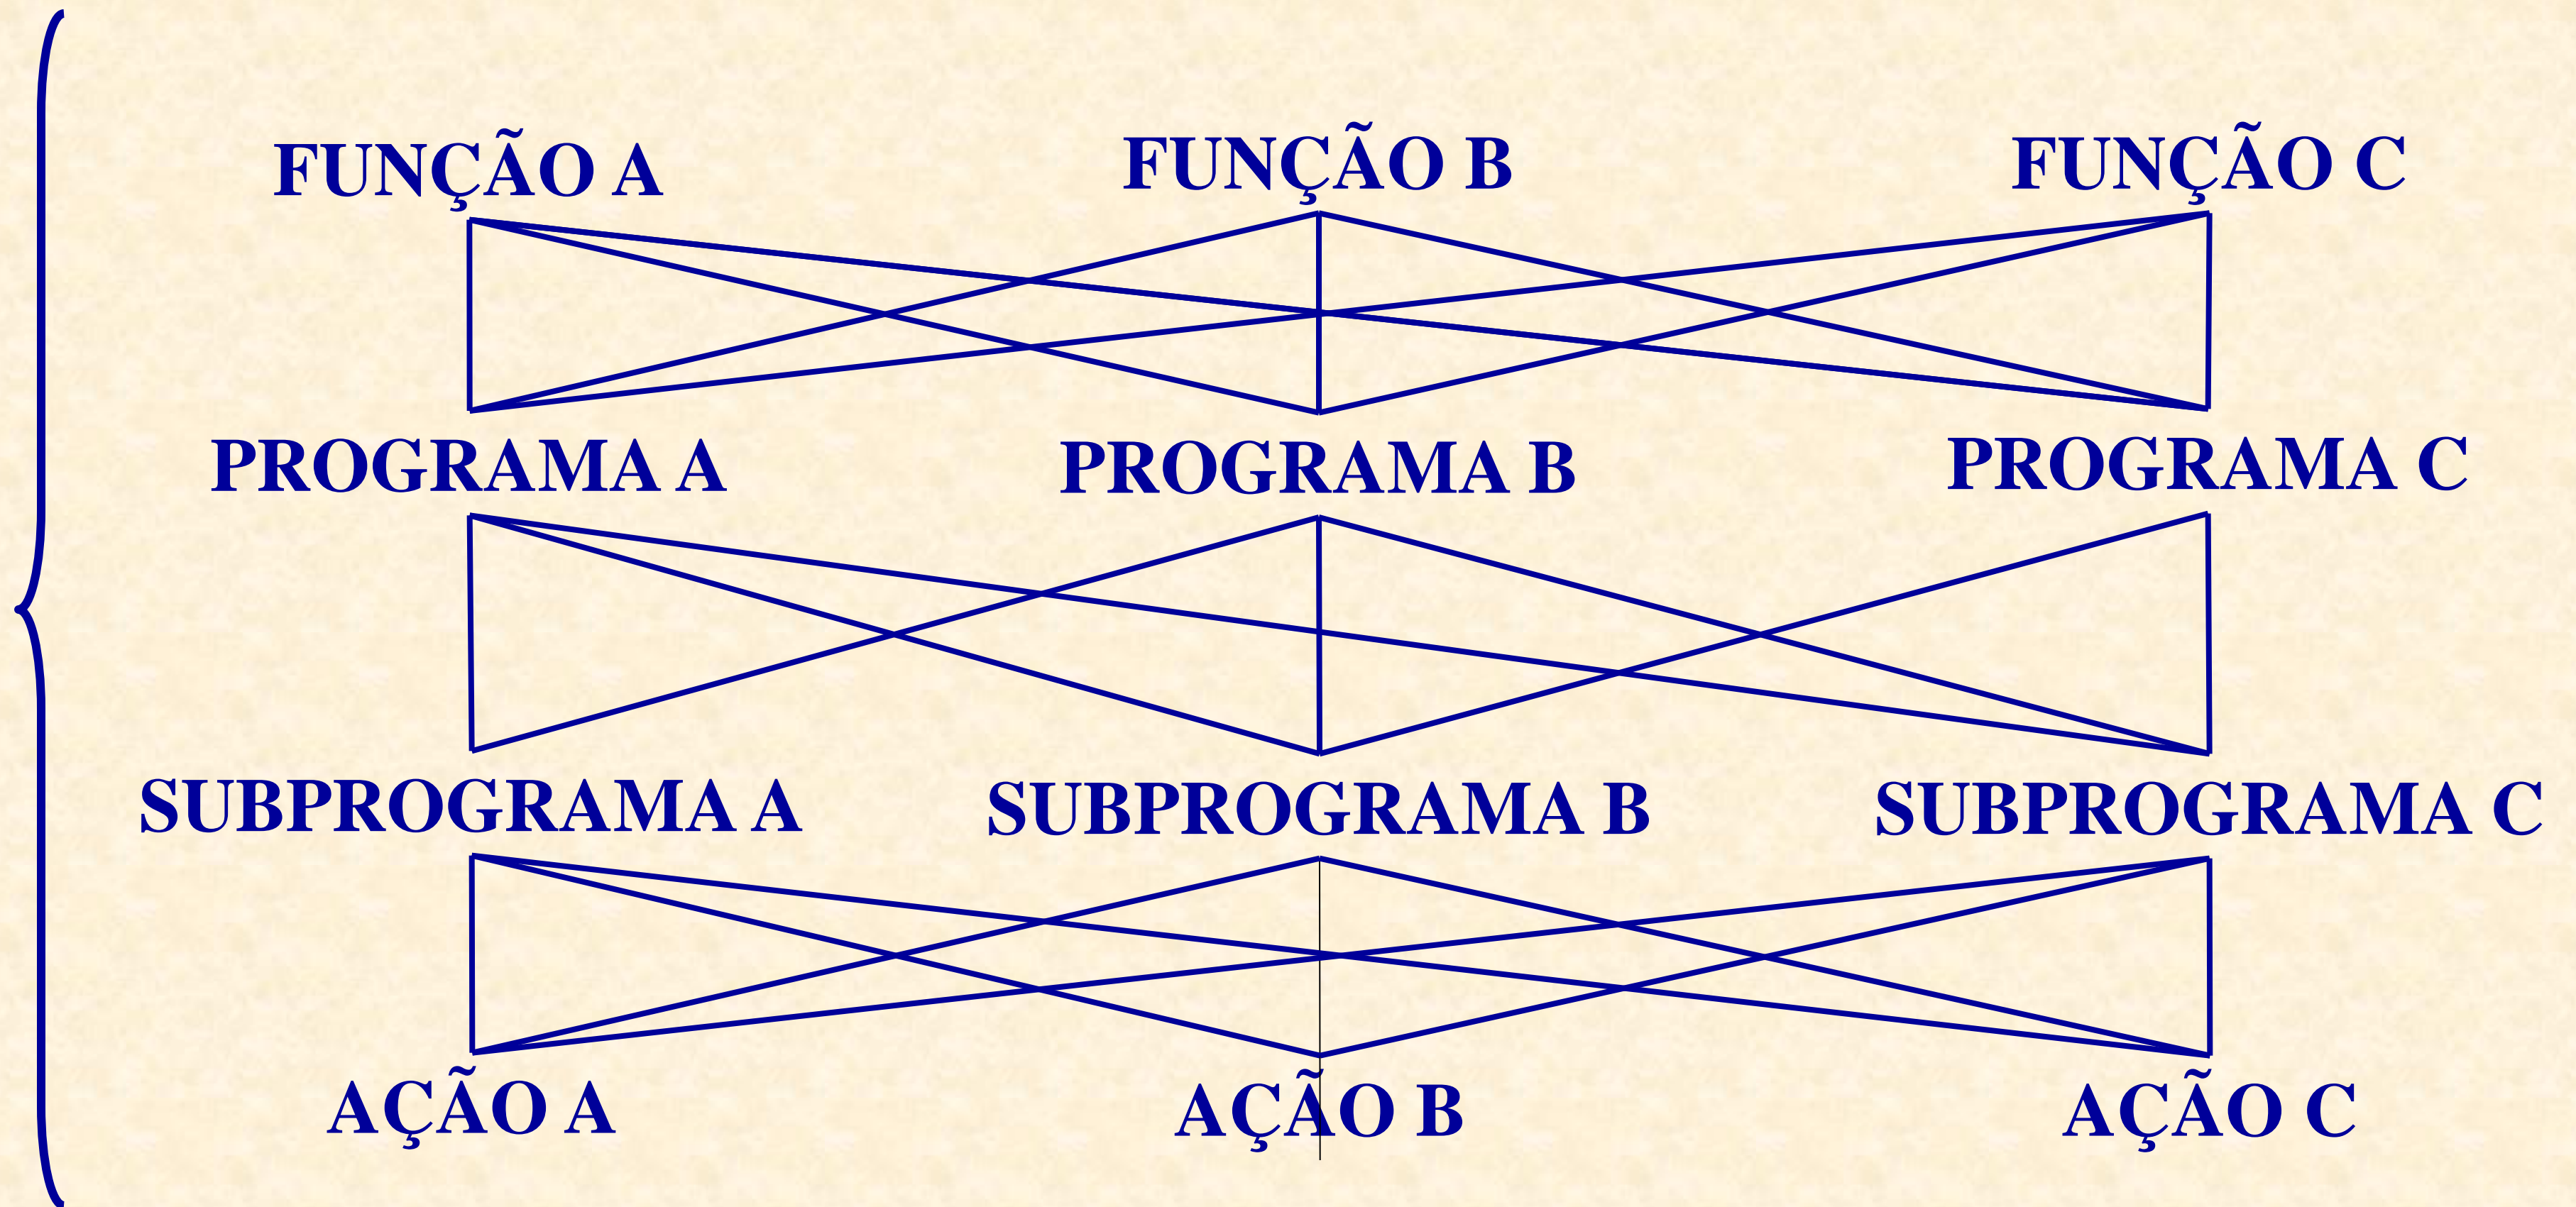 FUNÇÃO A FUNÇÃO B FUNÇÃO C
PROGRAMA A PROGRAMA B PROGRAMA C
SUBPROGRAMA A SUBPROGRAMA B SUBPROGRAMA C
AÇÃO A AÇÃO B AÇÃO C